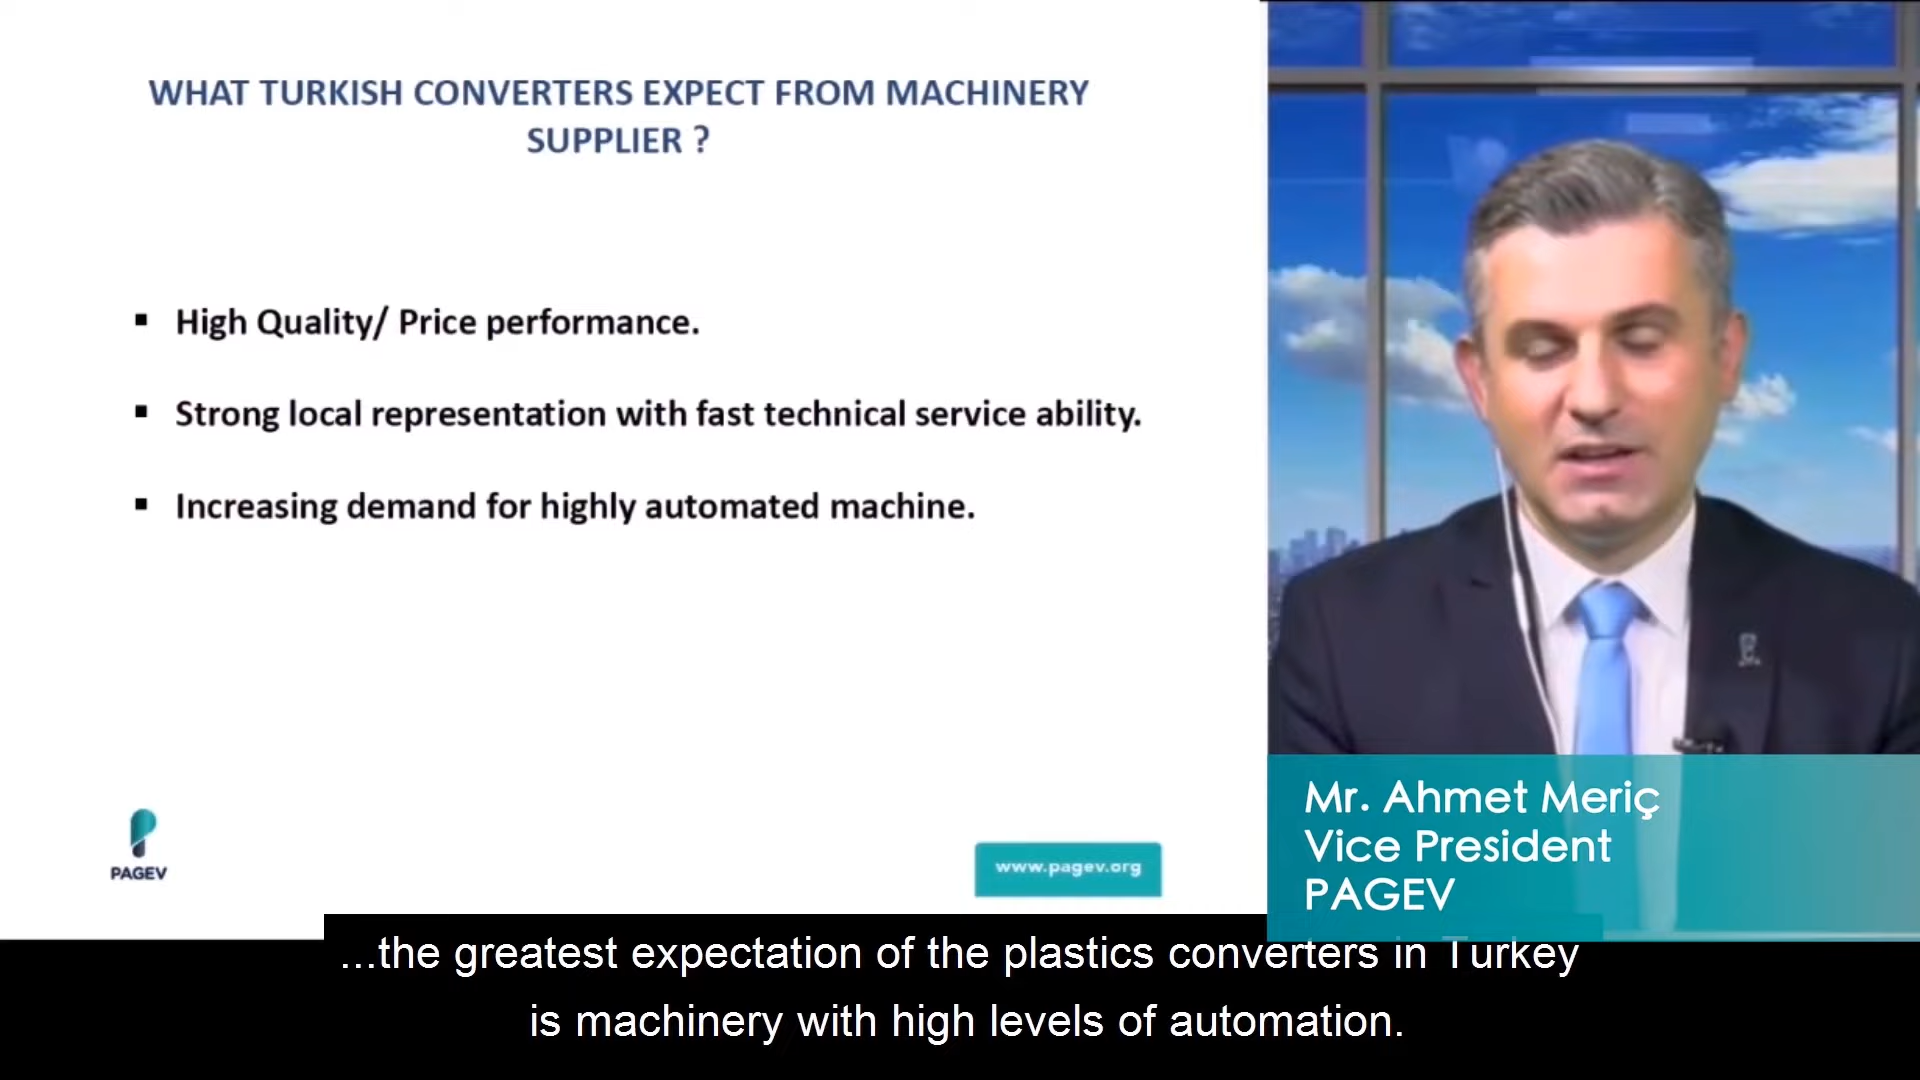 WHAT TURKISH CONVERTERS EXPECT FROM MACHINERY
SUPPLIER ?
▪ High Quality/ Price performance.
▪ Strong local representation with fast technical service ability.
▪ Increasing demand for highly automated machine.
PAGEV
www.pagev.org
Mr. Ahmet Meriç
Vice President
PAGEV
...the greatest expectation of the plastics converters in Turkey
is machinery with high levels of automation.